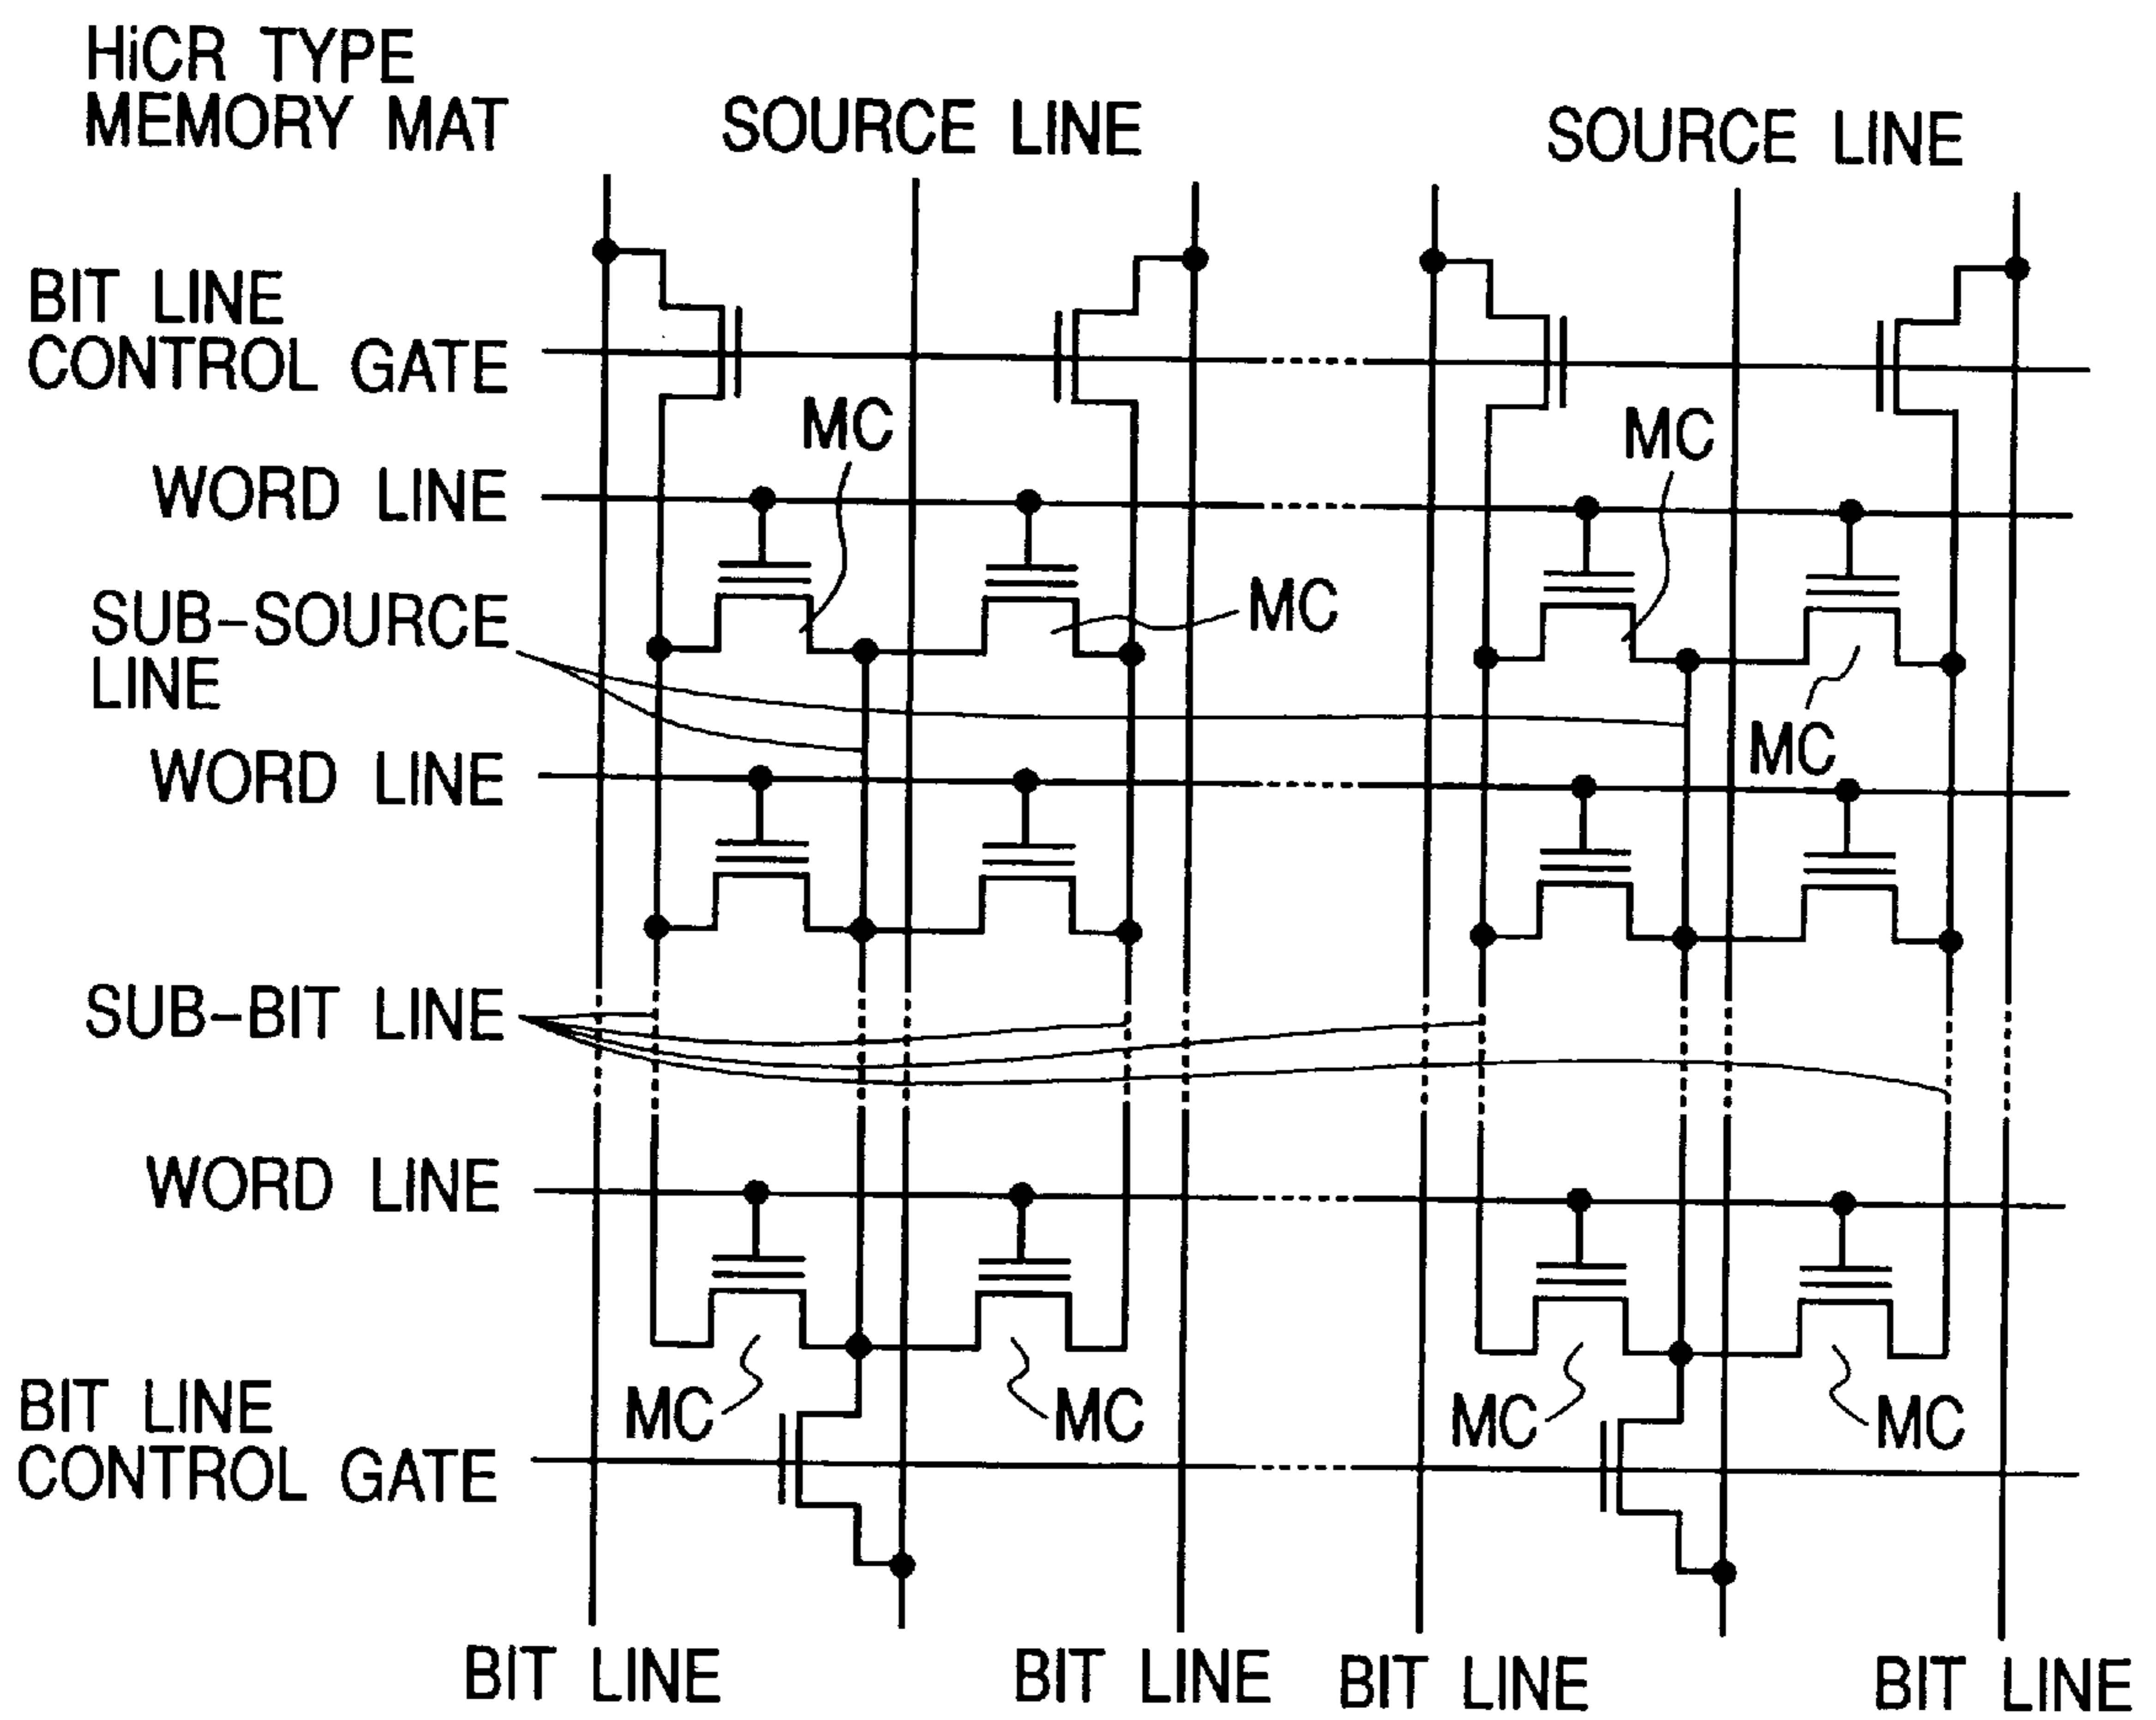 HiCR TYPE
MEMORY MAT
SOURCE LINE
SOURCE LINE
BIT LINE
CONTROL GATE
MC
MC
WORD LINE
SUB-SOURCE
LINE
MC
MC
WORD LINE
SUB-BIT LINE
WORD LINE
MC
MC
MC
MC
BIT LINE
CONTROL GATE
BIT LINE
BIT LINE
BIT LINE
BIT LINE